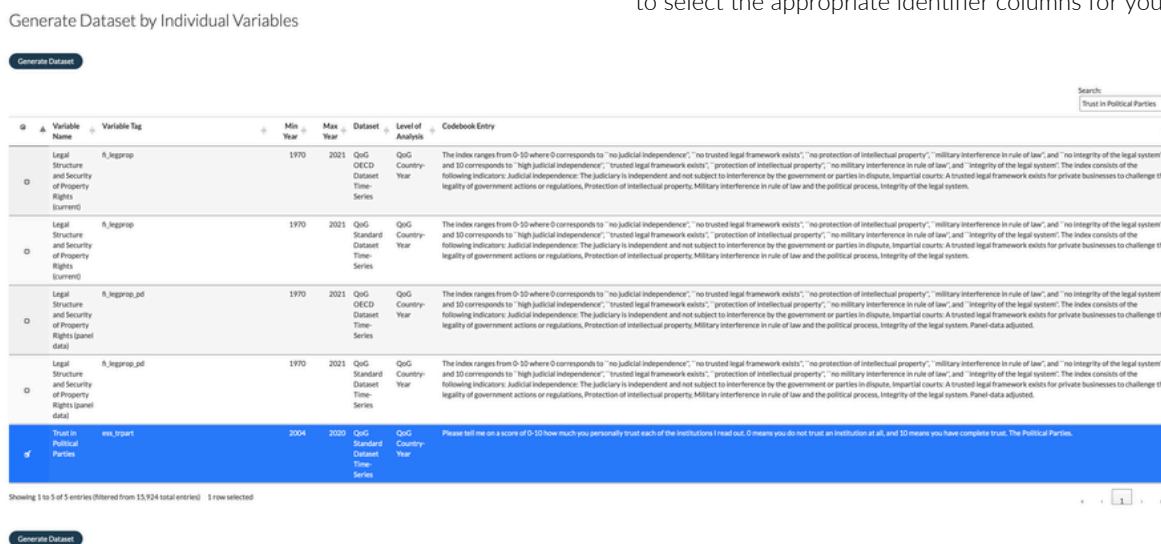 to select the appropriate identifier columns for you
Generate Dataset by Individual Variables
Generate Dataset
Search:
Trust in Political Parties
Variable Name Variable Tag Min Year Max Year Dataset Level of Analysis Codebook Entry
Legal Structure and Security of Property Rights (current) fi_legprop 1970 2021 QoG OECD Dataset Time-Series QoG Country-Year
The index ranges from 0-10 where 0 corresponds to ``no judicial independence'', ``no trusted legal framework exists'', ``no protection of intellectual property'', ``military interference in rule of law'', and ``no integrity of the legal system''
and 10 corresponds to ``high judicial independence'', ``trusted legal framework exists'', ``protection of intellectual property'', ``no military interference in rule of law'', and ``integrity of the legal system''. The index consists of the
following indicators: Judicial independence: The judiciary is independent and not subject to interference by the government or parties in dispute, Impartial courts: A trusted legal framework exists for private businesses to challenge th
legality of government actions or regulations, Protection of intellectual property, Military interference in rule of law and the political process, Integrity of the legal system.
Legal Structure and Security of Property Rights (current) fi_legprop 1970 2021 QoG Standard Dataset Time-Series QoG Country-Year
The index ranges from 0-10 where 0 corresponds to ``no judicial independence'', ``no trusted legal framework exists'', ``no protection of intellectual property'', ``military interference in rule of law'', and ``no integrity of the legal system''
and 10 corresponds to ``high judicial independence'', ``trusted legal framework exists'', ``protection of intellectual property'', ``no military interference in rule of law'', and ``integrity of the legal system''. The index consists of the
following indicators: Judicial independence: The judiciary is independent and not subject to interference by the government or parties in dispute, Impartial courts: A trusted legal framework exists for private businesses to challenge th
legality of government actions or regulations, Protection of intellectual property, Military interference in rule of law and the political process, Integrity of the legal system.
Legal Structure and Security of Property Rights (panel data) fi_legprop_pd 1970 2021 QoG OECD Dataset Time-Series QoG Country-Year
The index ranges from 0-10 where 0 corresponds to ``no judicial independence'', ``no trusted legal framework exists'', ``no protection of intellectual property'', ``military interference in rule of law'', and ``no integrity of the legal system''
and 10 corresponds to ``high judicial independence'', ``trusted legal framework exists'', ``protection of intellectual property'', ``no military interference in rule of law'', and ``integrity of the legal system''. The index consists of the
following indicators: Judicial independence: The judiciary is independent and not subject to interference by the government or parties in dispute, Impartial courts: A trusted legal framework exists for private businesses to challenge th
legality of government actions or regulations, Protection of intellectual property, Military interference in rule of law and the political process, Integrity of the legal system. Panel-data adjusted.
Legal Structure and Security of Property Rights (panel data) fi_legprop_pd 1970 2021 QoG Standard Dataset Time-Series QoG Country-Year
The index ranges from 0-10 where 0 corresponds to ``no judicial independence'', ``no trusted legal framework exists'', ``no protection of intellectual property'', ``military interference in rule of law'', and ``no integrity of the legal system''
and 10 corresponds to ``high judicial independence'', ``trusted legal framework exists'', ``protection of intellectual property'', ``no military interference in rule of law'', and ``integrity of the legal system''. The index consists of the
following indicators: Judicial independence: The judiciary is independent and not subject to interference by the government or parties in dispute, Impartial courts: A trusted legal framework exists for private businesses to challenge th
legality of government actions or regulations, Protection of intellectual property, Military interference in rule of law and the political process, Integrity of the legal system. Panel-data adjusted.
Trust in Political Parties ess_trpart 2004 2020 QoG Standard Dataset Time-Series QoG Country-Year
Please tell me on a score of 0-10 how much you personally trust each of the institutions I read out. 0 means you do not trust an institution at all, and 10 means you have complete trust. The Political Parties.
Showing 1 to 5 of 5 entries (filtered from 15,924 total entries) 1 row selected
1
Generate Dataset